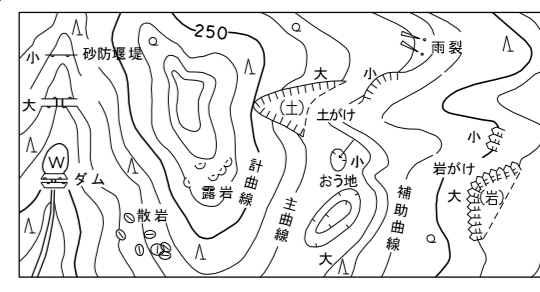 250
小
砂防堰堤
大
W
ダム
散岩
露岩
計曲線
主曲線
大
(土)
土がけ
小
雨裂
小
おう地
大
補助曲線
小
岩がけ
大
(岩)